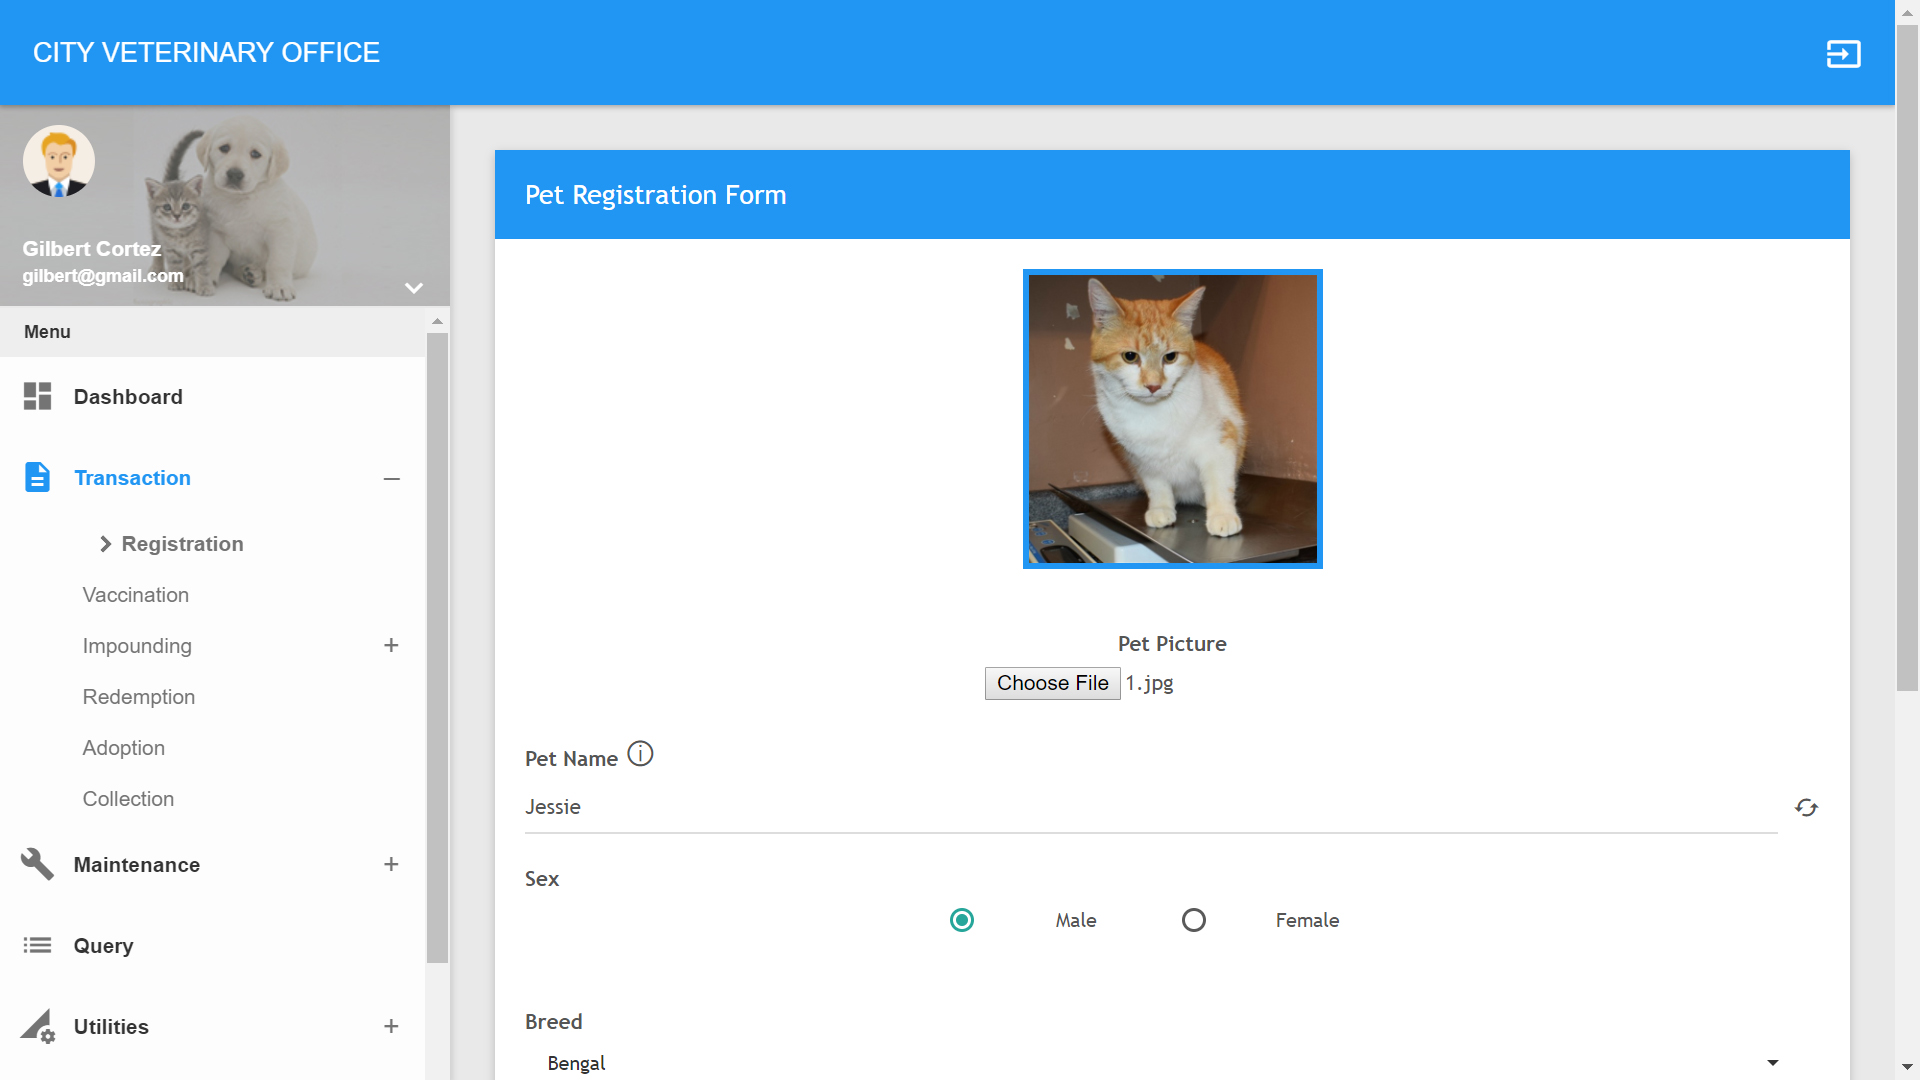 CITY VETERINARY OFFICE
Gilbert Cortez
gilbert@gmail.com
Menu
Dashboard
Transaction
Registration
Vaccination
Impounding
Redemption
Adoption
Collection
Maintenance
Query
Utilities
Pet Registration Form
Pet Picture
Choose File 1.jpg
Pet Name
Jessie
Sex
Male Female
Breed
Bengal